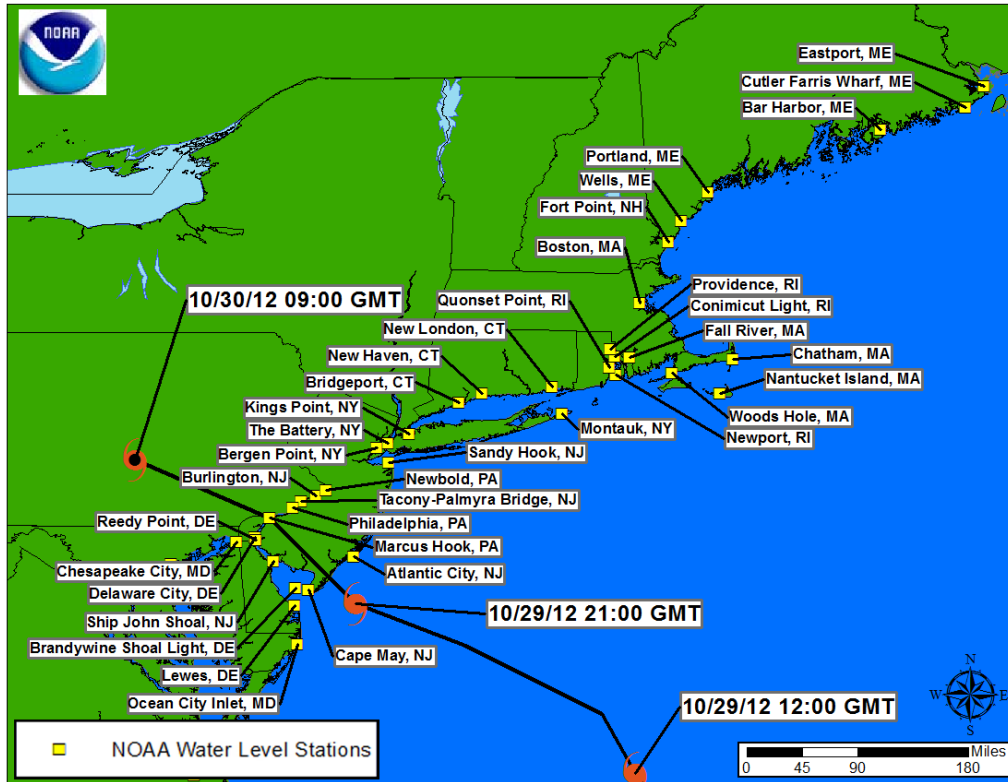 NOAA
Eastport, ME
Cutler Farris Wharf, ME
Bar Harbor, ME
Portland, ME
Wells, ME
Fort Point, NH
Boston, MA
Providence, RI
10/30/12 09:00 GMT
Quonset Point, RI
Conimicut Light, RI
New London, CT
Fall River, MA
New Haven, CT
Chatham, MA
Bridgeport, CT
Nantucket Island, MA
Kings Point, NY
Woods Hole, MA
The Battery, NY
Montauk, NY
Newport, RI
Bergen Point, NY
Sandy Hook, NJ
Burlington, NJ
Newbold, PA
Tacony-Palmyra Bridge, NJ
Reedy Point, DE
Philadelphia, PA
Marcus Hook, PA
Chesapeake City, MD
Atlantic City, NJ
Delaware City, DE
10/29/12 21:00 GMT
Ship John Shoal, NJ
Brandywine Shoal Light, DE
Cape May, NJ
Lewes, DE
Ocean City Inlet, MD
10/29/12 12:00 GMT
N
W E
S
NOAA Water Level Stations
Miles
0 45 90 180